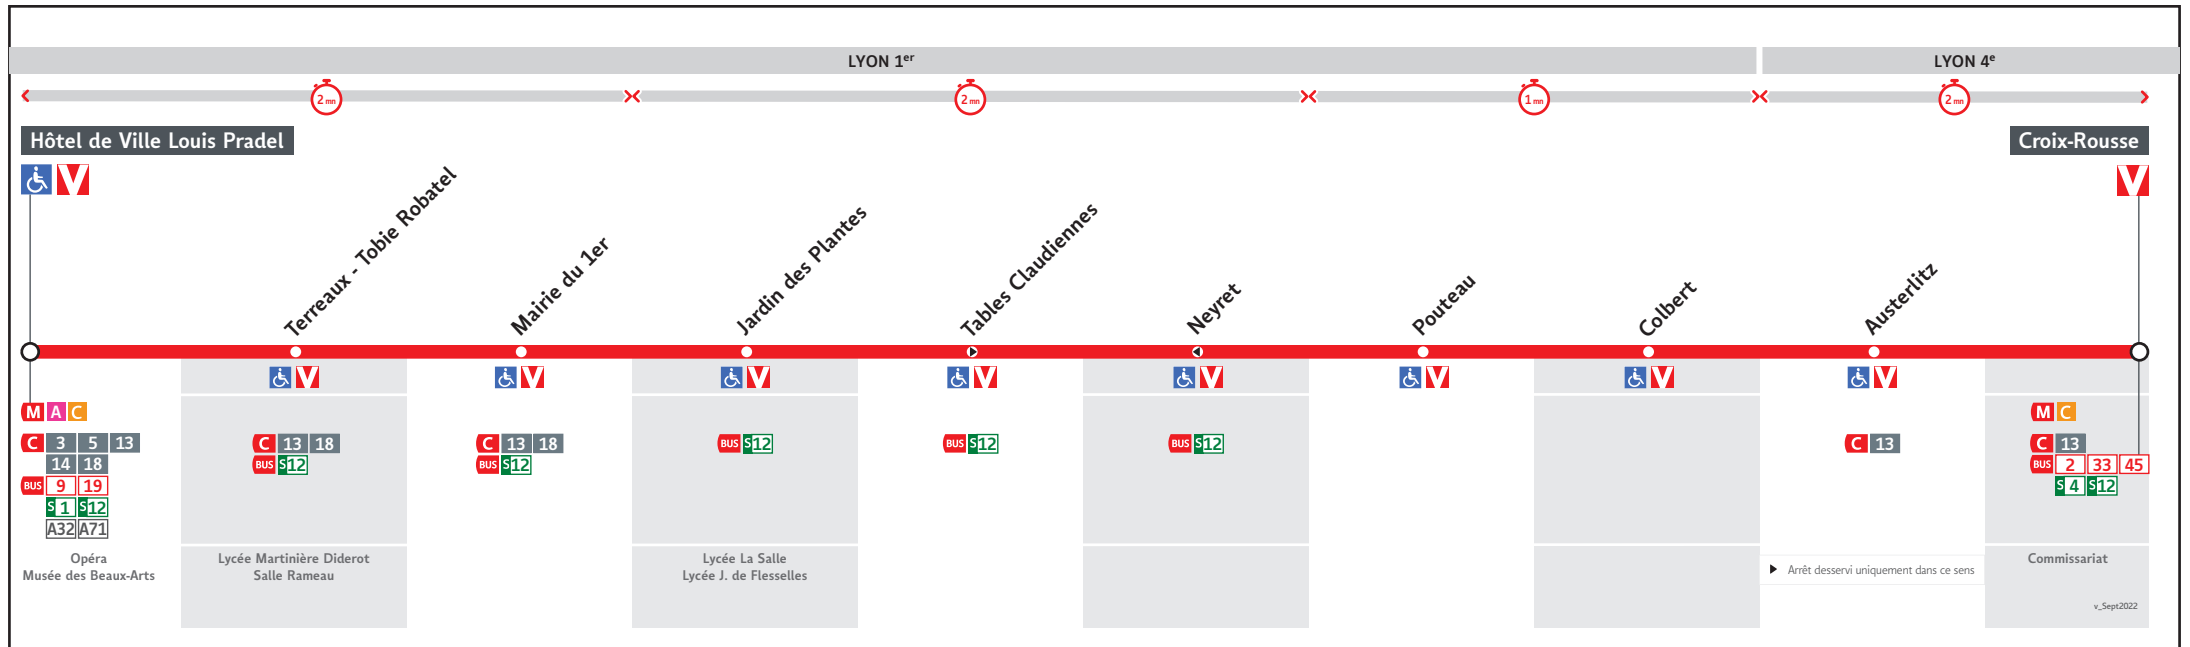 LYON 1er
LYON 4e
2 mn
2 mn
1 mn
2 mn
Hôtel de Ville Louis Pradel
Croix-Rousse
V
V
Terreaux - Tobie Robatel
Mairie du 1er
Jardin des Plantes
Tables Claudiennes
Neyret
Pouteau
Colbert
Austerlitz
V
V
V
V
V
V
V
V
M A C
C 3 5 13
14 18
BUS 9 19
S 1 S12
A32 A71
C 13 18
BUS S12
C 13 18
BUS S12
BUS S12
BUS S12
BUS S12
C 13
M C
C 13
BUS 2 33 45
S 4 S12
Opéra
Musée des Beaux-Arts
Lycée Martinière Diderot
Salle Rameau
Lycée La Salle
Lycée J. de Flesselles
Arrêt desservi uniquement dans ce sens
Commissariat
v_Sept2022